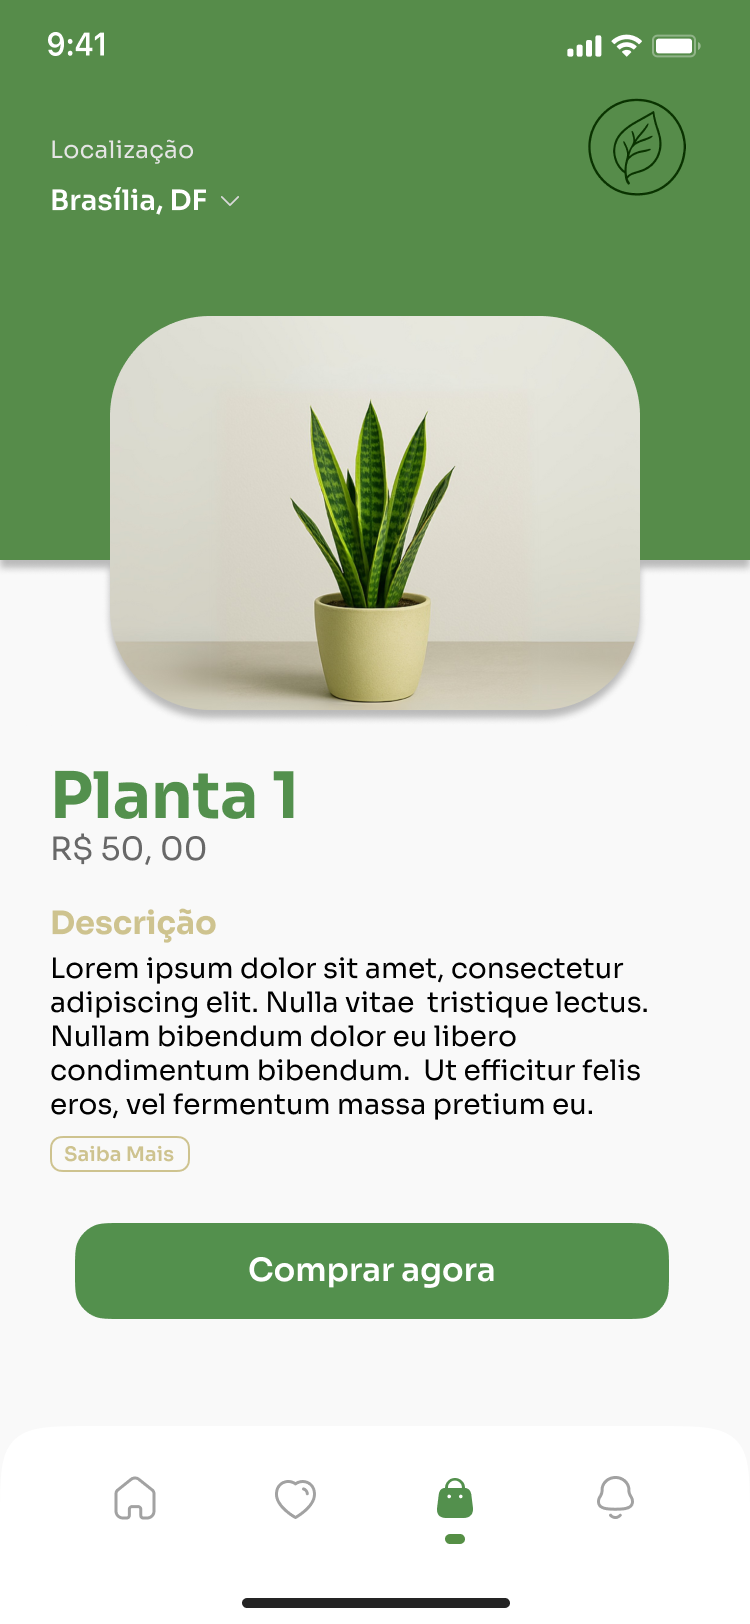 9:41
Localização
Brasília, DF
Planta 1
R$ 50, 00
Descrição
Lorem ipsum dolor sit amet, consectetur
adipiscing elit. Nulla vitae  tristique lectus.
Nullam bibendum dolor eu libero
condimentum bibendum.  Ut efficitur felis
eros, vel fermentum massa pretium eu.
Saiba Mais
Comprar agora